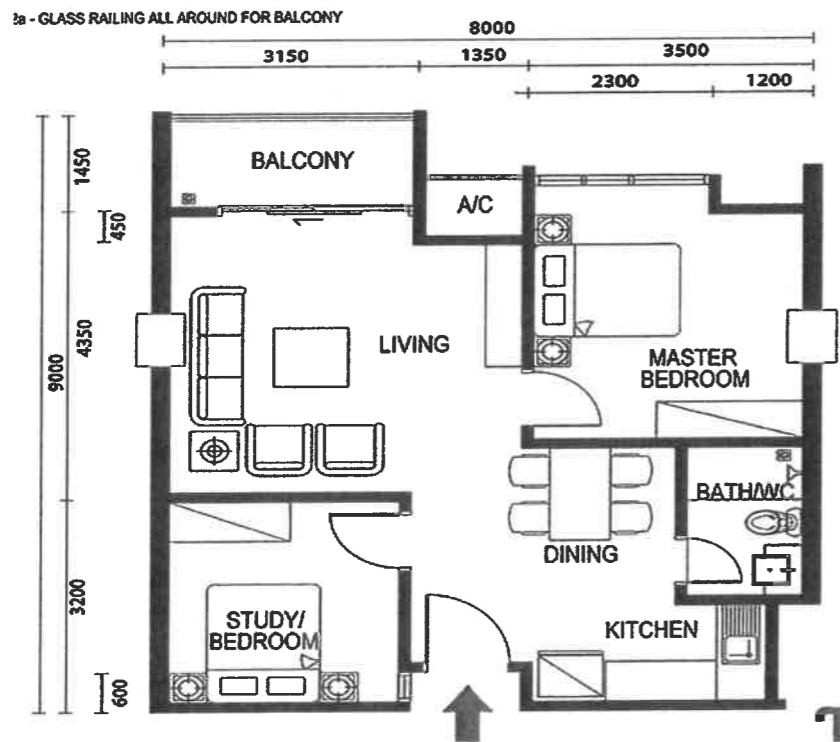 2a - GLASS RAILING ALL AROUND FOR BALCONY
8000
3150 1350 3500
2300 1200
1450
450
4350
9000
3200
600
BALCONY
A/C
LIVING
MASTER
BEDROOM
BATH/WC
DINING
STUDY/
BEDROOM
KITCHEN